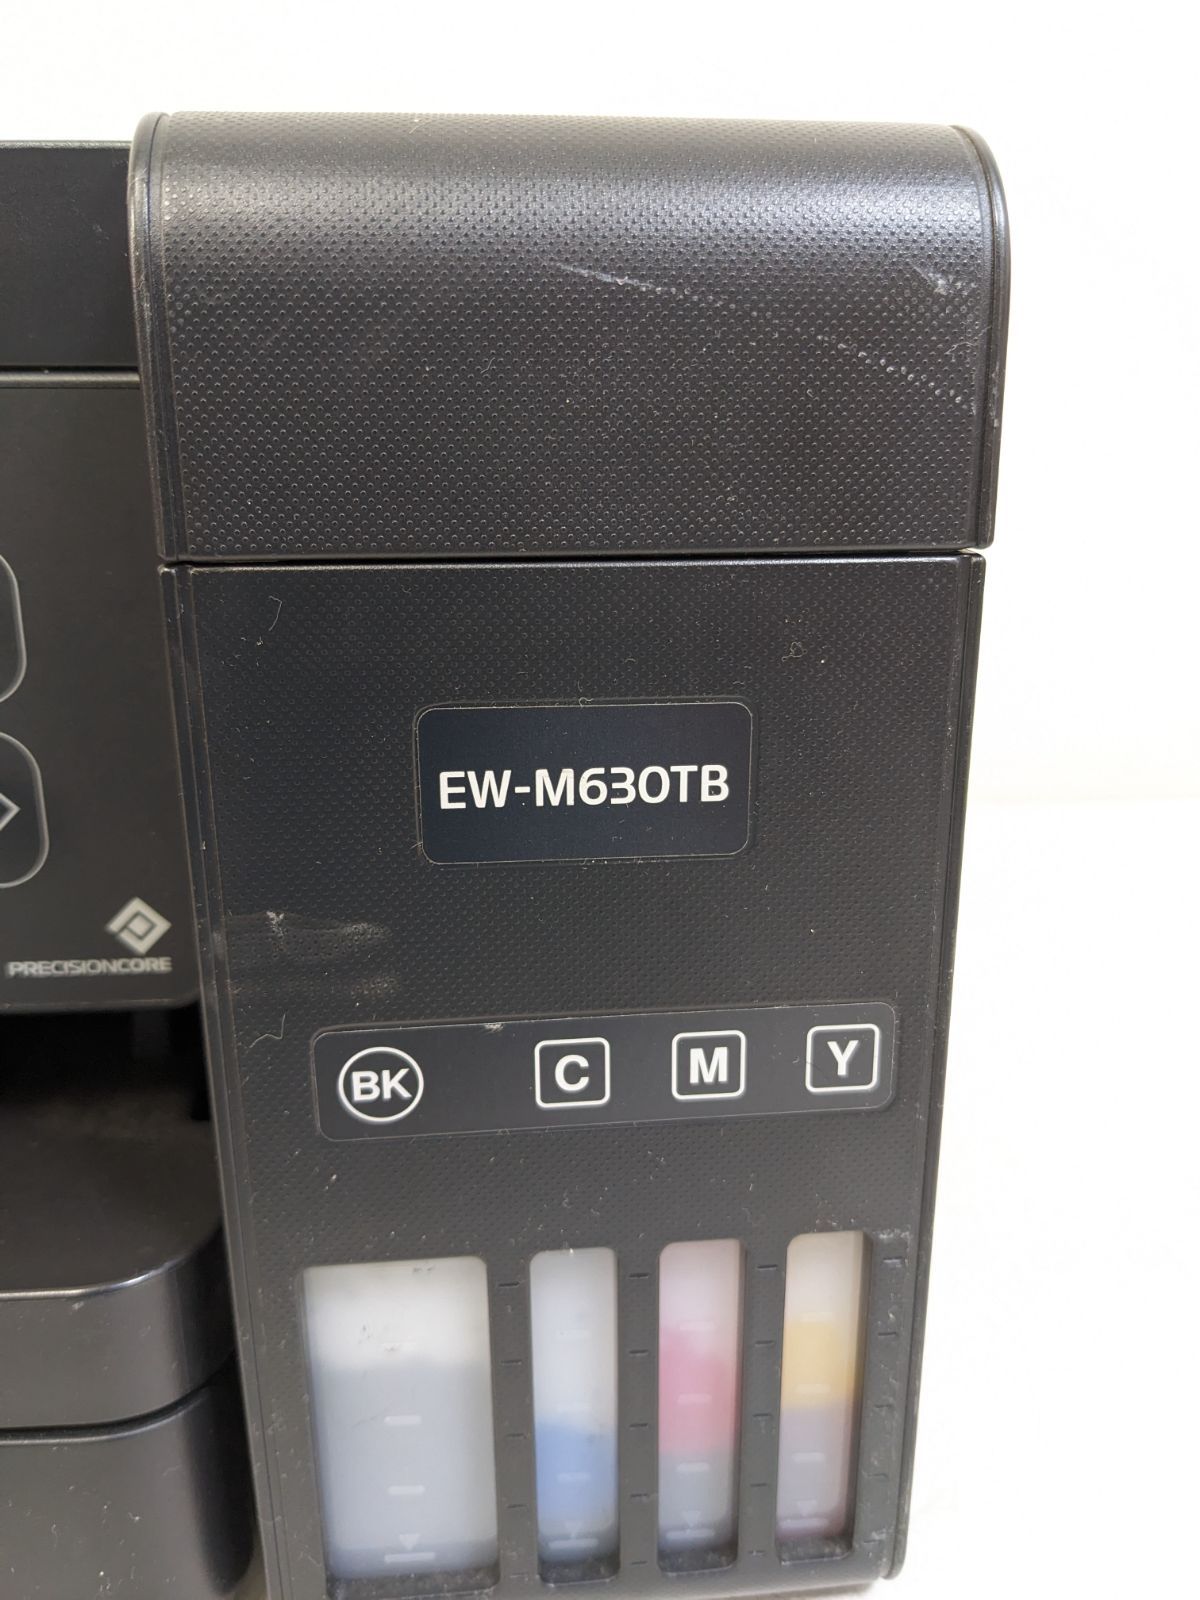 EW-M630TB
PRECISIONCORE
BK C M Y